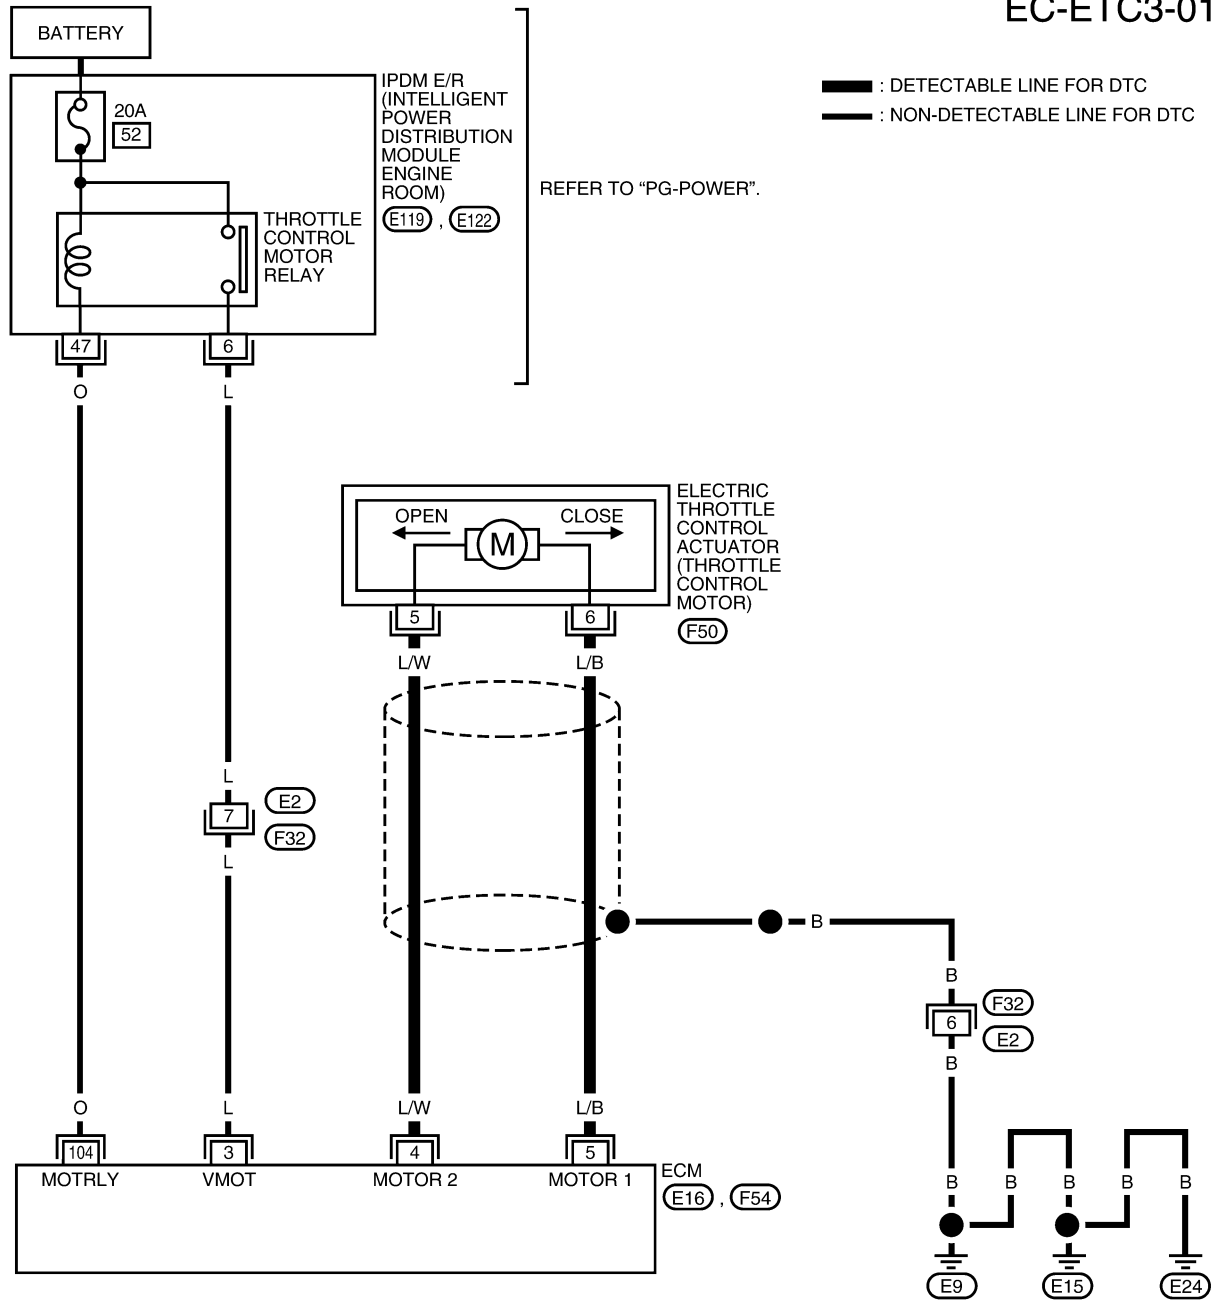 EC-ETC3-01
BATTERY
20A
52
IPDM E/R
(INTELLIGENT
POWER
DISTRIBUTION
MODULE
ENGINE
ROOM)
E119 , E122
: DETECTABLE LINE FOR DTC
: NON-DETECTABLE LINE FOR DTC
REFER TO “PG-POWER”.
THROTTLE
CONTROL
MOTOR
RELAY
47
6
O
L
OPEN
CLOSE
M
ELECTRIC
THROTTLE
CONTROL
ACTUATOR
(THROTTLE
CONTROL
MOTOR)
F50
5
6
L/W
L/B
L
7
E2
F32
L
B
B
6
F32
E2
B
O
L
L/W
L/B
104
3
4
5
MOTRLY
VMOT
MOTOR 2
MOTOR 1
ECM
E16 , F54
B
B
B
B
B
E9
E15
E24